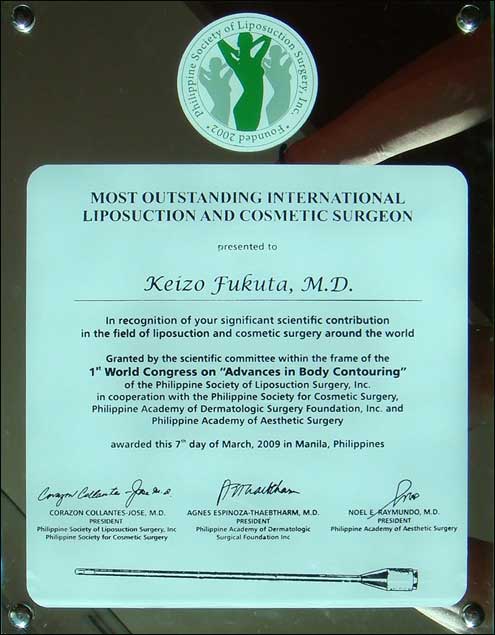 Philippine Society of Liposuction Surgery, Inc.
* Founded 2002 *
MOST OUTSTANDING INTERNATIONAL
LIPOSUCTION AND COSMETIC SURGEON
presented to
Keizo Fukuta, M.D.
In recognition of your significant scientific contribution
in the field of liposuction and cosmetic surgery around the world
Granted by the scientific committee within the frame of the
1st World Congress on "Advances in Body Contouring"
of the Philippine Society of Liposuction Surgery, Inc.
in cooperation with the Philippine Society for Cosmetic Surgery,
Philippine Academy of Dermatologic Surgery Foundation, Inc. and
Philippine Academy of Aesthetic Surgery
awarded this 7th day of March, 2009 in Manila, Philippines
Corazon Collantes-Jose M.D.
CORAZON COLLANTES-JOSE, M.D.
PRESIDENT
Philippine Society of Liposuction Surgery, Inc
Philippine Society for Cosmetic Surgery
AGNES ESPINOZA-THAEBTHARM, M.D.
PRESIDENT
Philippine Academy of Dermatologic
Surgical Foundation Inc
NOEL E. RAYMUNDO, M.D.
PRESIDENT
Philippine Academy of Aesthetic Surgery